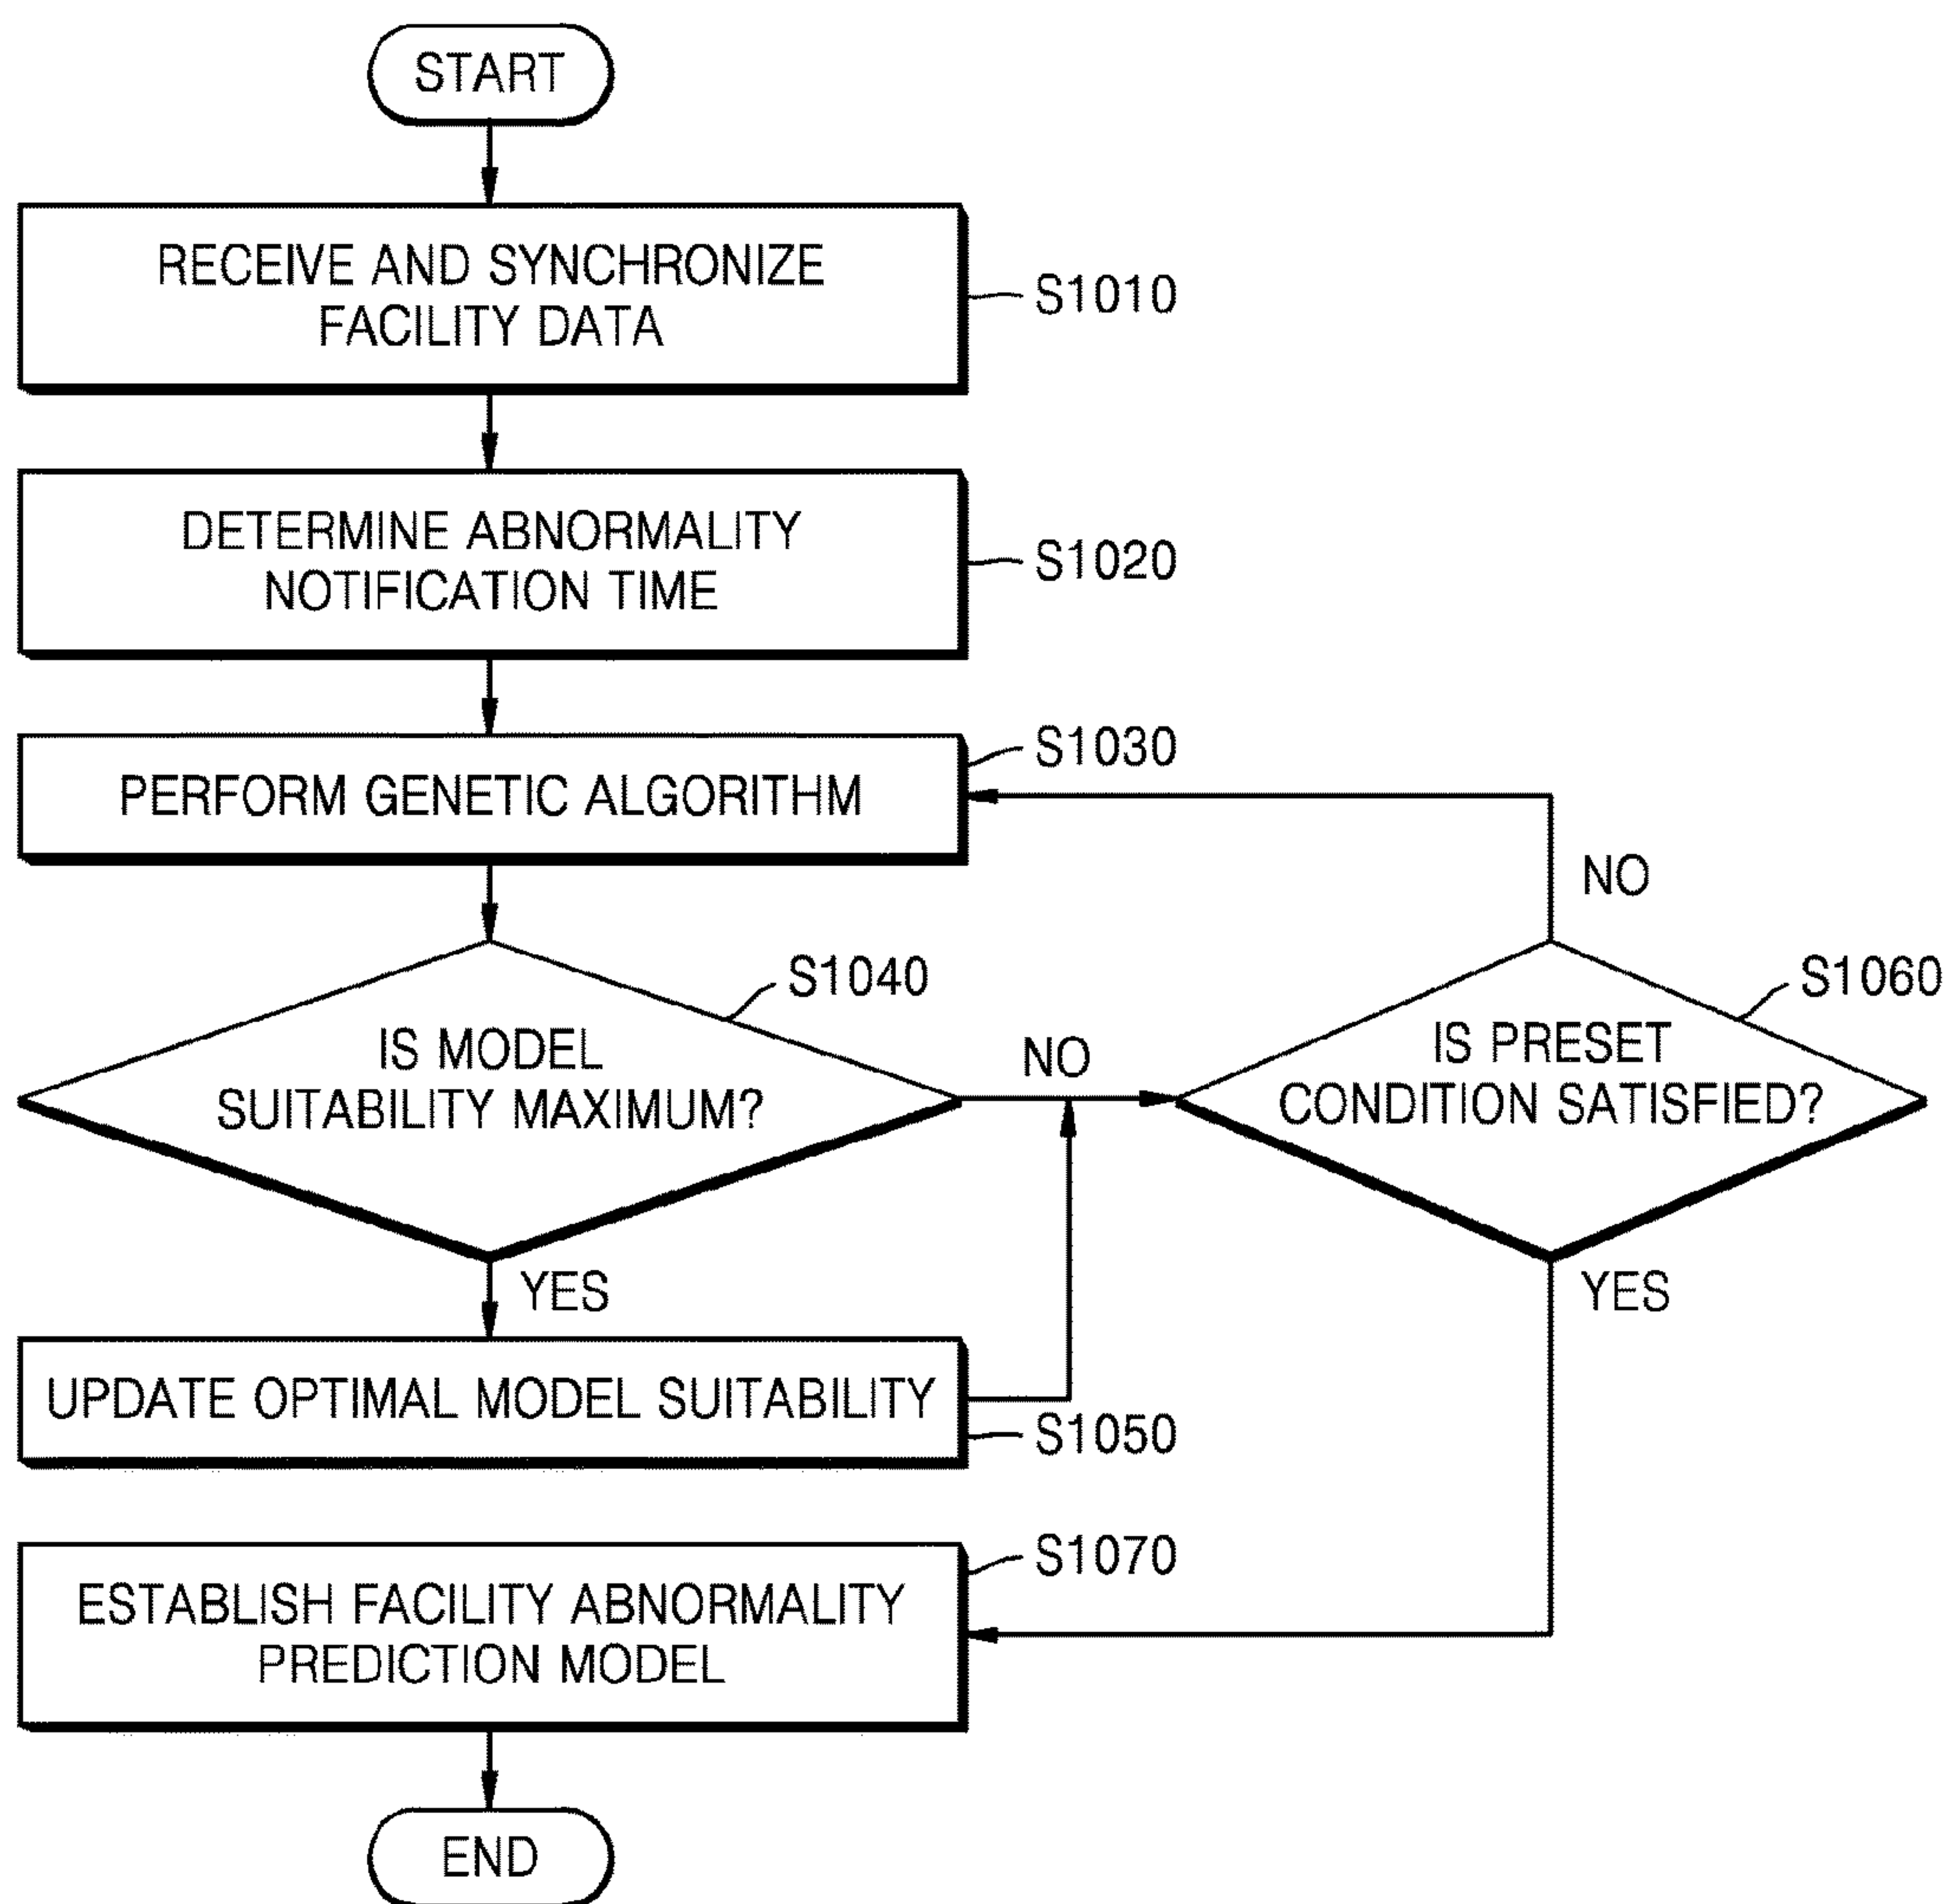 START
RECEIVE AND SYNCHRONIZE
FACILITY DATA
S1010
DETERMINE ABNORMALITY
NOTIFICATION TIME
S1020
PERFORM GENETIC ALGORITHM
S1030
NO
IS MODEL
SUITABILITY MAXIMUM?
S1040
NO
IS PRESET
CONDITION SATISFIED?
S1060
YES
YES
UPDATE OPTIMAL MODEL SUITABILITY
S1050
ESTABLISH FACILITY ABNORMALITY
PREDICTION MODEL
S1070
END